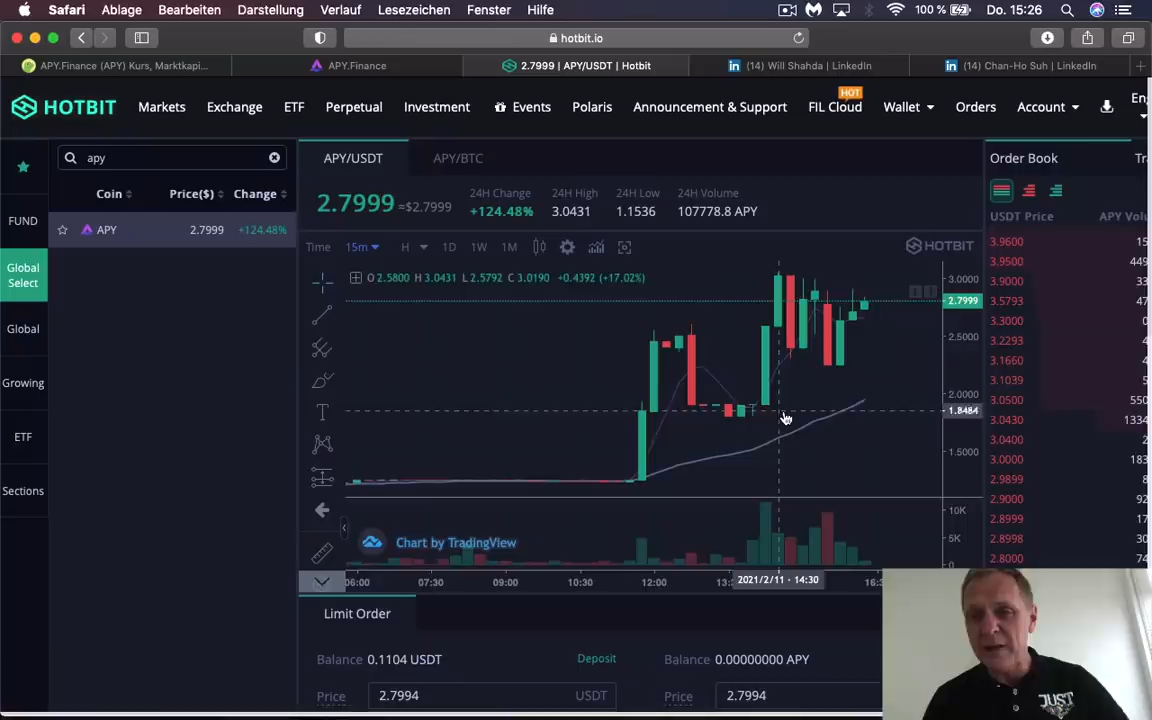 Safari Ablage Bearbeiten Darstellung Verlauf Lesezeichen Fenster Hilfe 100 % Do. 15:26
hotbit.io
APY.Finance (APY) Kurs, Marktkapi... APY.Finance 2.7999 | APY/USDT | Hotbit (14) Will Shahda | LinkedIn (14) Chan-Ho Suh | LinkedIn
HOT
HOTBIT Markets Exchange ETF Perpetual Investment Events Polaris Announcement & Support FIL Cloud Wallet Orders Account Eng
apy APY/USDT APY/BTC Order Book Tr
Coin Price($) Change 2.7999 ≈$2.7999 24H Change 24H High 24H Low 24H Volume
+124.48% 3.0431 1.1536 107778.8 APY
USDT Price APY Volu
FUND
APY 2.7999 +124.48%
Time 15m H 1D 1W 1M HOTBIT
Global
Select
O 2.5800 H 3.0431 L 2.5792 C 3.0190 +0.4392 (+17.02%)
3.0000
2.7999
2.5000
2.0000
1.8484
1.5000
10K
5K
0
3.9600 15
3.9500 449
3.9000 33
3.5793 47
3.3000 4
3.2293 4
3.1660 4
3.1039 5
3.0500 550
3.0430 1334
3.0400 2
3.0000 183
2.9899 8
2.9000 92
2.8999 17
2.8998 30
2.8000 74
Global
Growing
ETF
Sections
Chart by TradingView
06:00 07:30 09:00 10:30 12:00 13: 2021/2/11 - 14:30 16:3
Limit Order
Balance 0.1104 USDT Deposit Balance 0.00000000 APY
Price 2.7994 USDT Price 2.7994
JUST